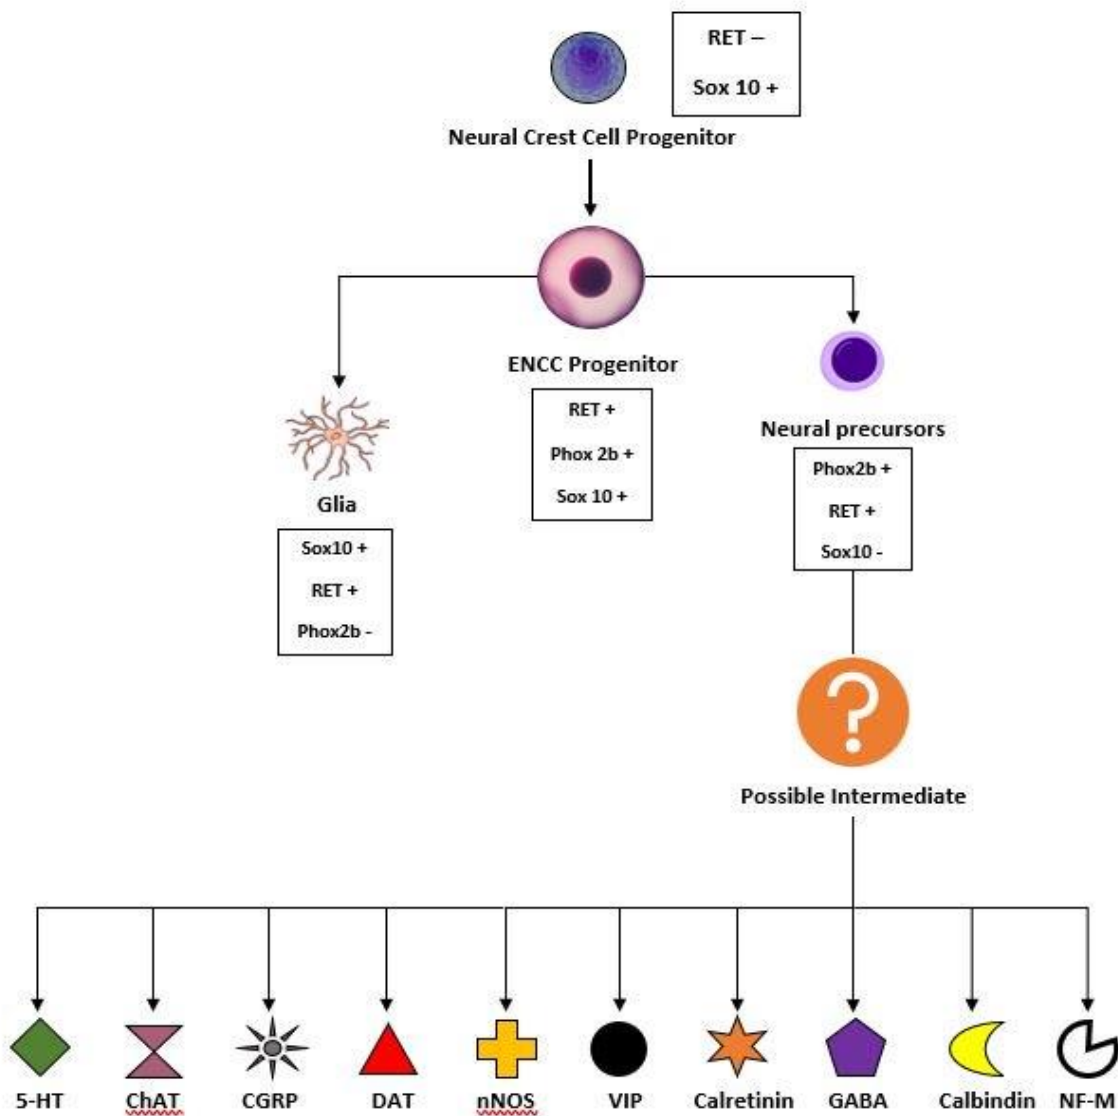 RET –
Sox 10 +
Neural Crest Cell Progenitor
ENCC Progenitor
RET +
Phox 2b +
Sox 10 +
Neural precursors
Phox2b +
RET +
Sox10 -
Glia
Sox10 +
RET +
Phox2b -
?
Possible Intermediate
5-HT
ChAT
CGRP
DAT
nNOS
VIP
Calretinin
GABA
Calbindin
NF-M